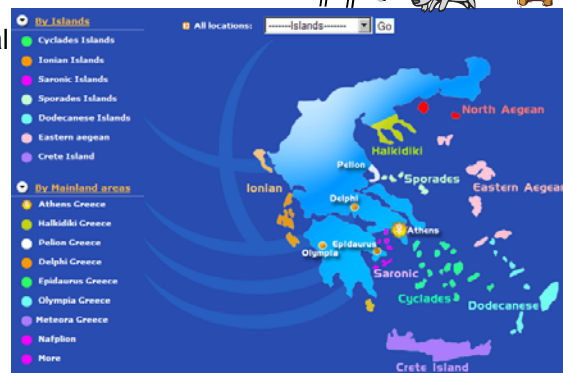 al
By Islands
Cyclades Islands
Ionian Islands
Saronic Islands
Sporades Islands
Dodecanese Islands
Eastern aegean
Crete Island
By Mainland areas
Athens Greece
Halkidiki Greece
Pelion Greece
Delphi Greece
Epidaurus Greece
Olympia Greece
Meteora Greece
Nafplion
More
All locations: -------Islands------- Go
North Aegean
Halkidiki
Pelion
Sporades
Ionian
Eastern Aegean
Delphi
Athens
Epidaurus
Olympia
Saronic
Cyclades
Dodecanese
Crete Island